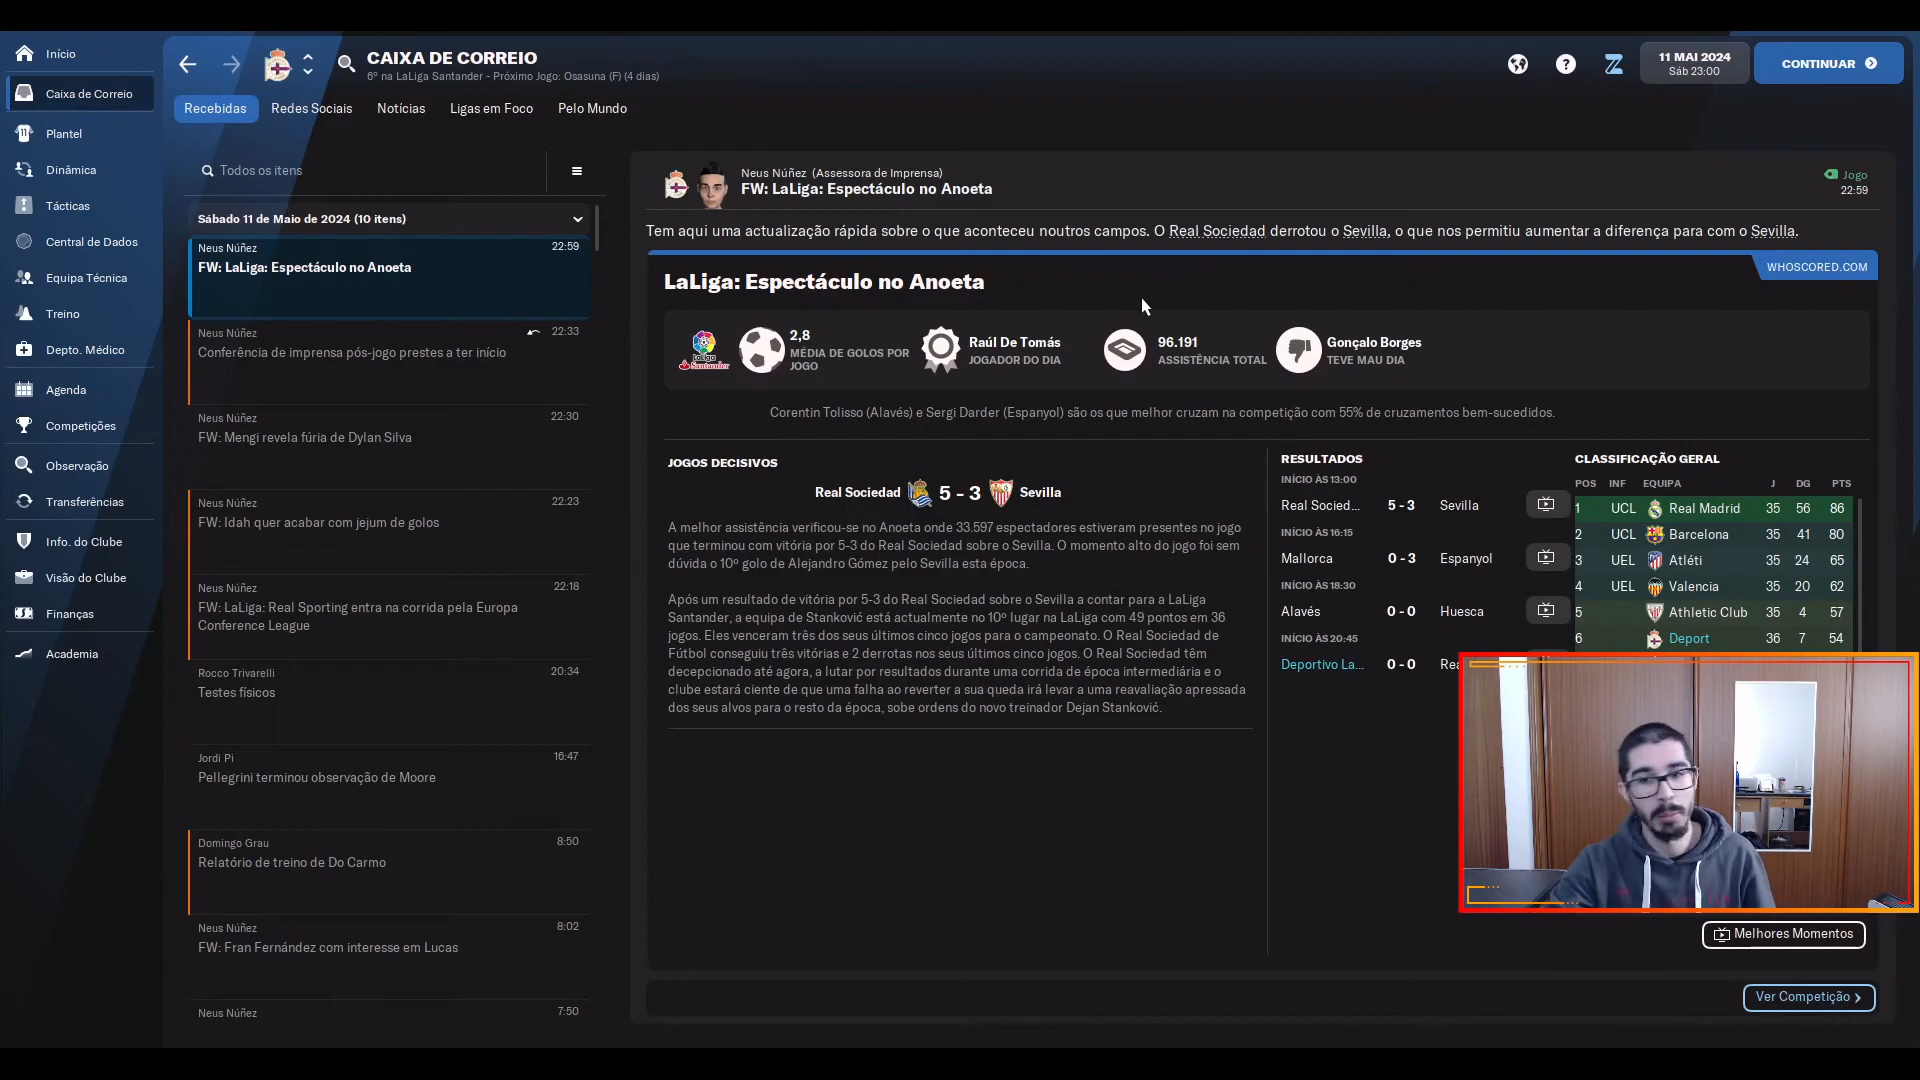 Início
Caixa de Correio
Plantel
Dinâmica
Tácticas
Central de Dados
Equipa Técnica
Treino
Depto. Médico
Agenda
Competições
Observação
Transferências
Info. do Clube
Visão do Clube
Finanças
Academia
CAIXA DE CORREIO
6º na LaLiga Santander - Próximo Jogo: Osasuna (F) (4 dias)
11 MAI 2024
Sáb 23:00
CONTINUAR
Recebidas Redes Sociais Notícias Ligas em Foco Pelo Mundo
Todos os itens
Sábado 11 de Maio de 2024 (10 itens)
Neus Núñez 22:59
FW: LaLiga: Espectáculo no Anoeta
Neus Núñez 22:33
Conferência de imprensa pós-jogo prestes a ter início
Neus Núñez 22:30
FW: Mengi revela fúria de Dylan Silva
Neus Núñez 22:23
FW: Idah quer acabar com jejum de golos
Neus Núñez 22:18
FW: LaLiga: Real Sporting entra na corrida pela Europa
Conference League
Rocco Trivarelli 20:34
Testes físicos
Jordi Pi 16:47
Pellegrini terminou observação de Moore
Domingo Grau 8:50
Relatório de treino de Do Carmo
Neus Núñez 8:02
FW: Fran Fernández com interesse em Lucas
Neus Núñez 7:50
Neus Núñez (Assessora de Imprensa)
FW: LaLiga: Espectáculo no Anoeta
Jogo
22:59
Tem aqui uma actualização rápida sobre o que aconteceu noutros campos. O Real Sociedad derrotou o Sevilla, o que nos permitiu aumentar a diferença para com o Sevilla.
WHOSCORED.COM
LaLiga: Espectáculo no Anoeta
LaLiga
Santander
2,8
MÉDIA DE GOLOS POR
JOGO
Raúl De Tomás
JOGADOR DO DIA
96.191
ASSISTÊNCIA TOTAL
Gonçalo Borges
TEVE MAU DIA
Corentin Tolisso (Alavés) e Sergi Darder (Espanyol) são os que melhor cruzam na competição com 55% de cruzamentos bem-sucedidos.
JOGOS DECISIVOS
Real Sociedad 5 - 3 Sevilla
A melhor assistência verificou-se no Anoeta onde 33.597 espectadores estiveram presentes no jogo
que terminou com vitória por 5-3 do Real Sociedad sobre o Sevilla. O momento alto do jogo foi sem
dúvida o 10º golo de Alejandro Gómez pelo Sevilla esta época.
Após um resultado de vitória por 5-3 do Real Sociedad sobre o Sevilla a contar para a LaLiga
Santander, a equipa de Stanković está actualmente no 10º lugar na LaLiga com 49 pontos em 36
jogos. Eles venceram três dos seus últimos cinco jogos para o campeonato. O Real Sociedad de
Fútbol conseguiu três vitórias e 2 derrotas nos seus últimos cinco jogos. O Real Sociedad têm
decepcionado até agora, a lutar por resultados durante uma corrida de época intermediária e o
clube estará ciente de que uma falha ao reverter a sua queda irá levar a uma reavaliação apressada
dos seus alvos para o resto da época, sobe ordens do novo treinador Dejan Stanković.
RESULTADOS
INÍCIO ÀS 13:00
Real Socied... 5 - 3 Sevilla
INÍCIO ÀS 16:15
Mallorca 0 - 3 Espanyol
INÍCIO ÀS 18:30
Alavés 0 - 0 Huesca
INÍCIO ÀS 20:45
Deportivo La... 0 - 0 Rea
CLASSIFICAÇÃO GERAL
POS INF EQUIPA J DG PTS
1 UCL Real Madrid 35 56 86
2 UCL Barcelona 35 41 80
3 UEL Atléti 35 24 65
4 UEL Valencia 35 20 62
5 Athletic Club 35 4 57
6 Deport 36 7 54
Melhores Momentos
Ver Competição